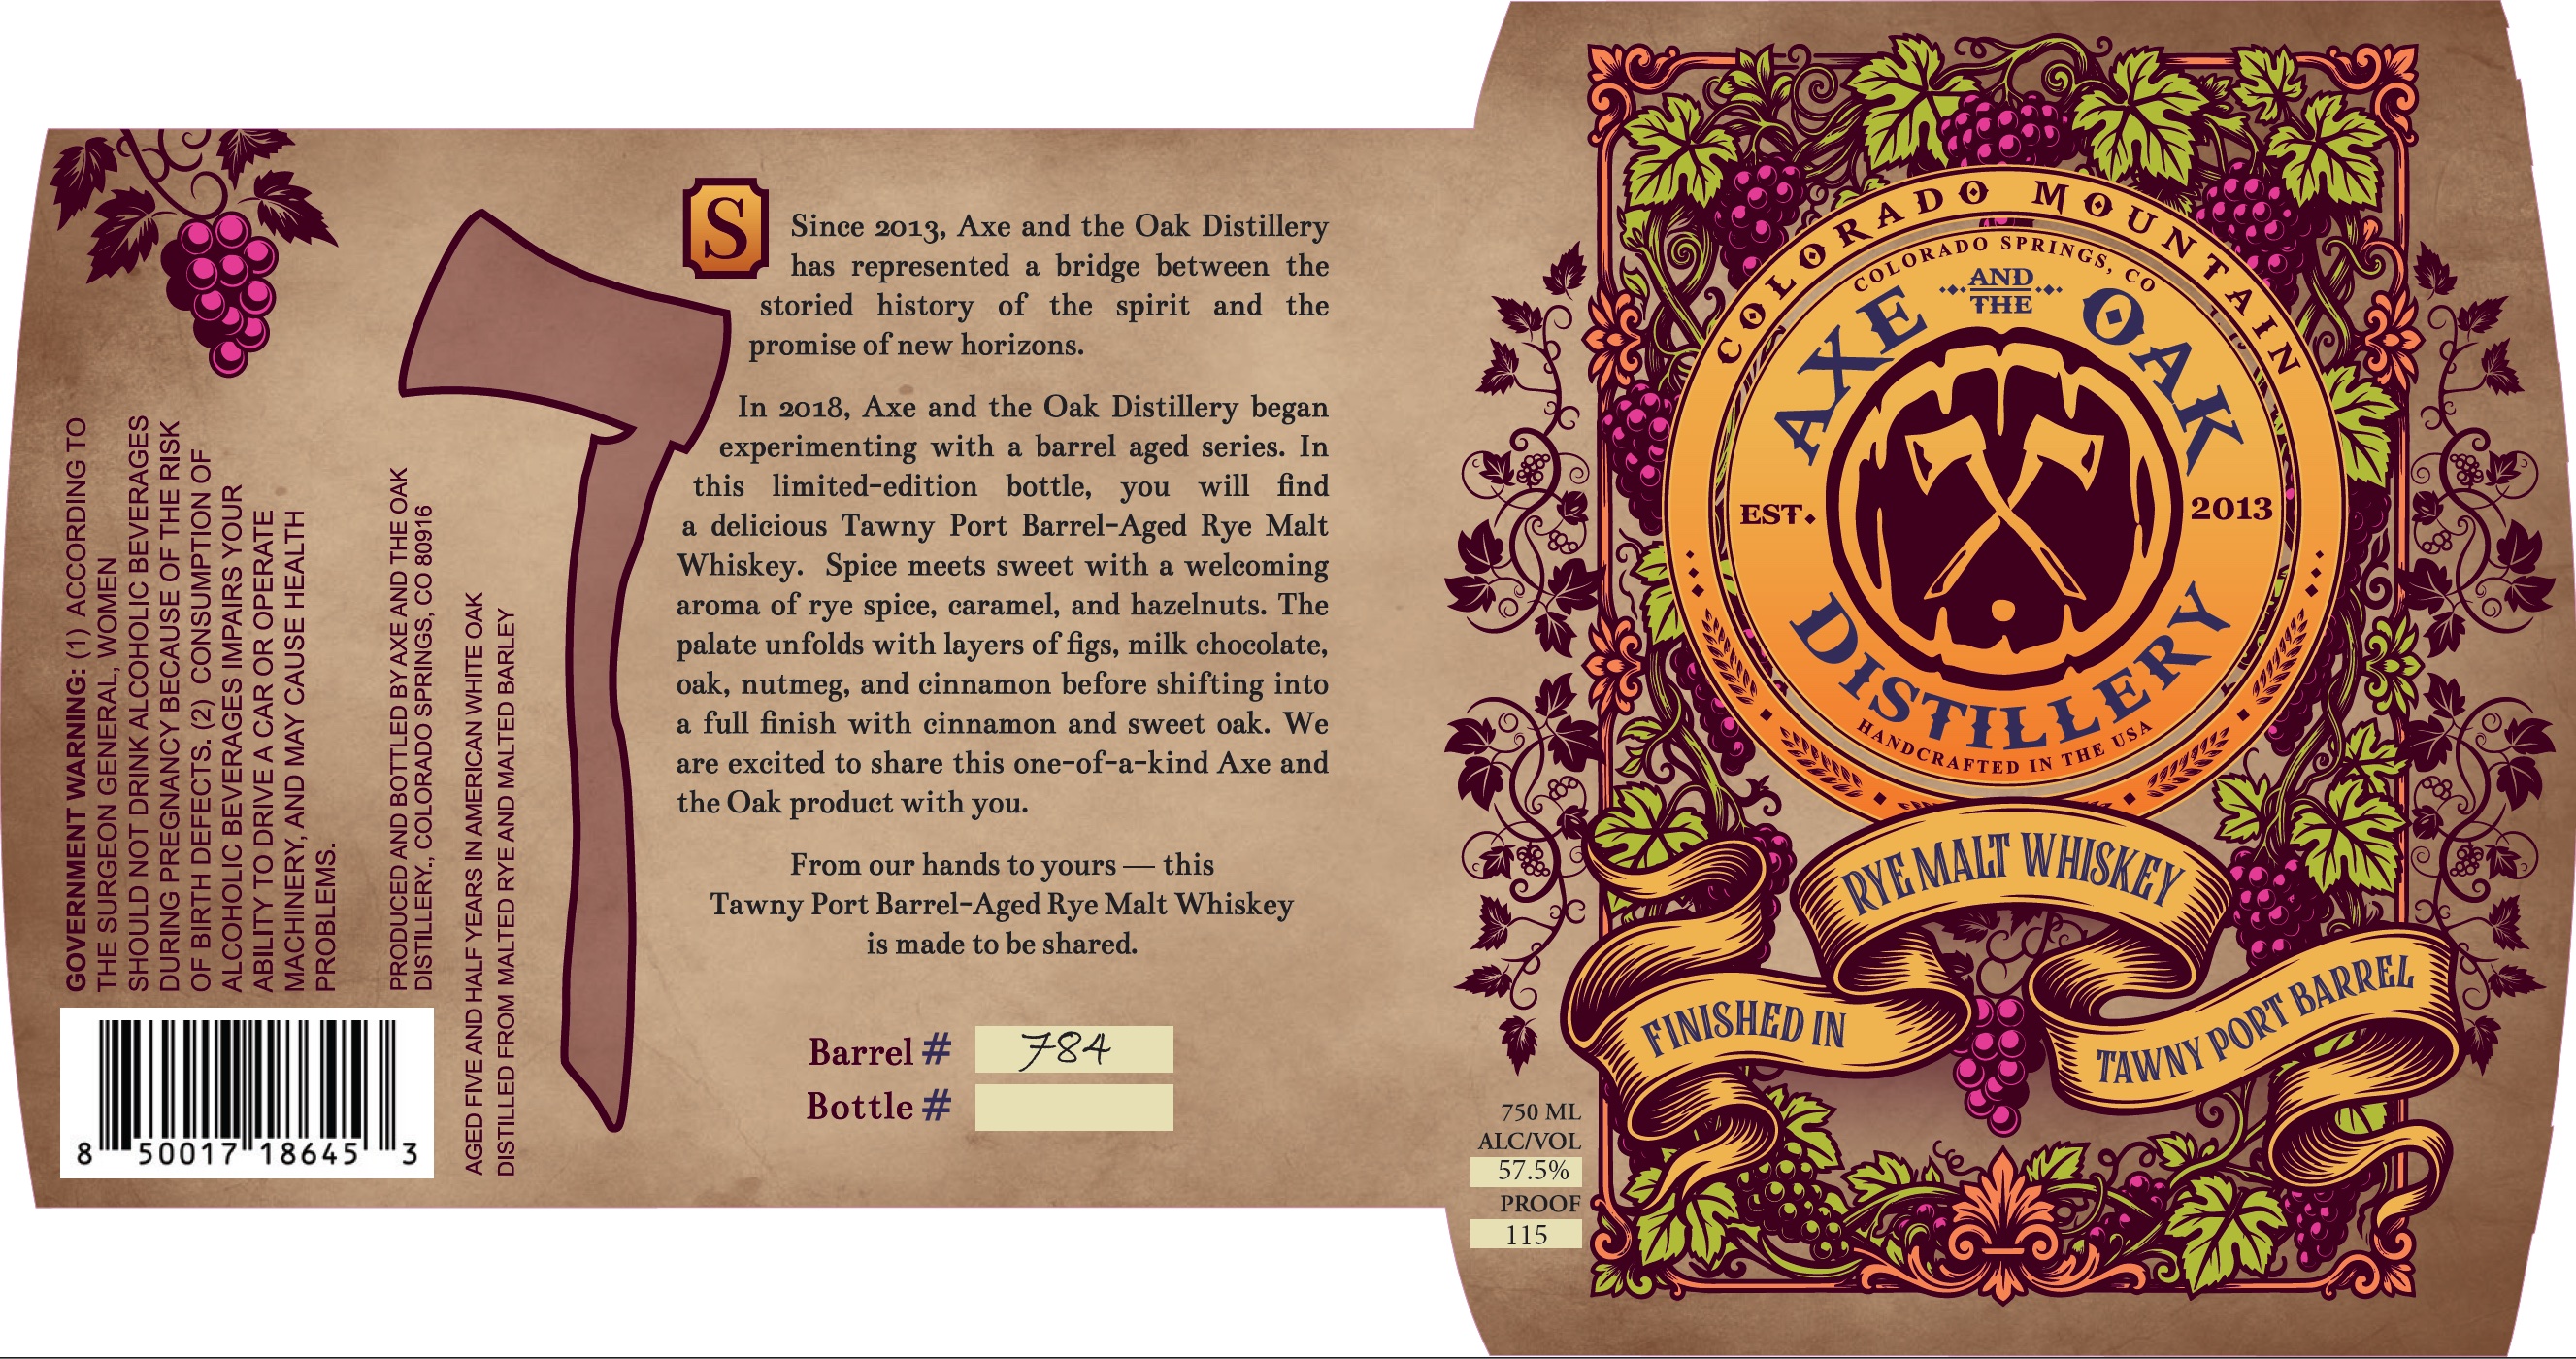 GOVERNMENT WARNING: (1) ACCORDING TO
THE SURGEON GENERAL, WOMEN
SHOULD NOT DRINK ALCOHOLIC BEVERAGES
DURING PREGNANCY BECAUSE OF THE RISK
OF BIRTH DEFECTS. (2) CONSUMPTION OF
ALCOHOLIC BEVERAGES IMPAIRS YOUR
ABILITY TO DRIVE A CAR OR OPERATE
MACHINERY, AND MAY CAUSE HEALTH
PROBLEMS.
PRODUCED AND BOTTLED BY AXE AND THE OAK
DISTILLERY., COLORADO SPRINGS, CO 80916
AGED FIVE AND HALF YEARS IN AMERICAN WHITE OAK
DISTILLED FROM MALTED RYE AND MALTED BARLEY
8 50017 18645 3
S
Since 2013, Axe and the Oak Distillery
has represented a bridge between the
storied history of the spirit and the
promise of new horizons.
In 2018, Axe and the Oak Distillery began
experimenting with a barrel aged series. In
this limited-edition bottle, you will find
a delicious Tawny Port Barrel-Aged Rye Malt
Whiskey. Spice meets sweet with a welcoming
aroma of rye spice, caramel, and hazelnuts. The
palate unfolds with layers of figs, milk chocolate,
oak, nutmeg, and cinnamon before shifting into
a full finish with cinnamon and sweet oak. We
are excited to share this one-of-a-kind Axe and
the Oak product with you.
From our hands to yours — this
Tawny Port Barrel-Aged Rye Malt Whiskey
is made to be shared.
Barrel # 784
Bottle #
COLORADO MOUNTAIN
COLORADO SPRINGS, CO
AXE AND THE OAK
EST. 2013
DISTILLERY
HANDCRAFTED IN THE USA
RYE MALT WHISKEY
FINISHED IN
TAWNY PORT BARREL
750 ML
ALC/VOL
57.5%
PROOF
115